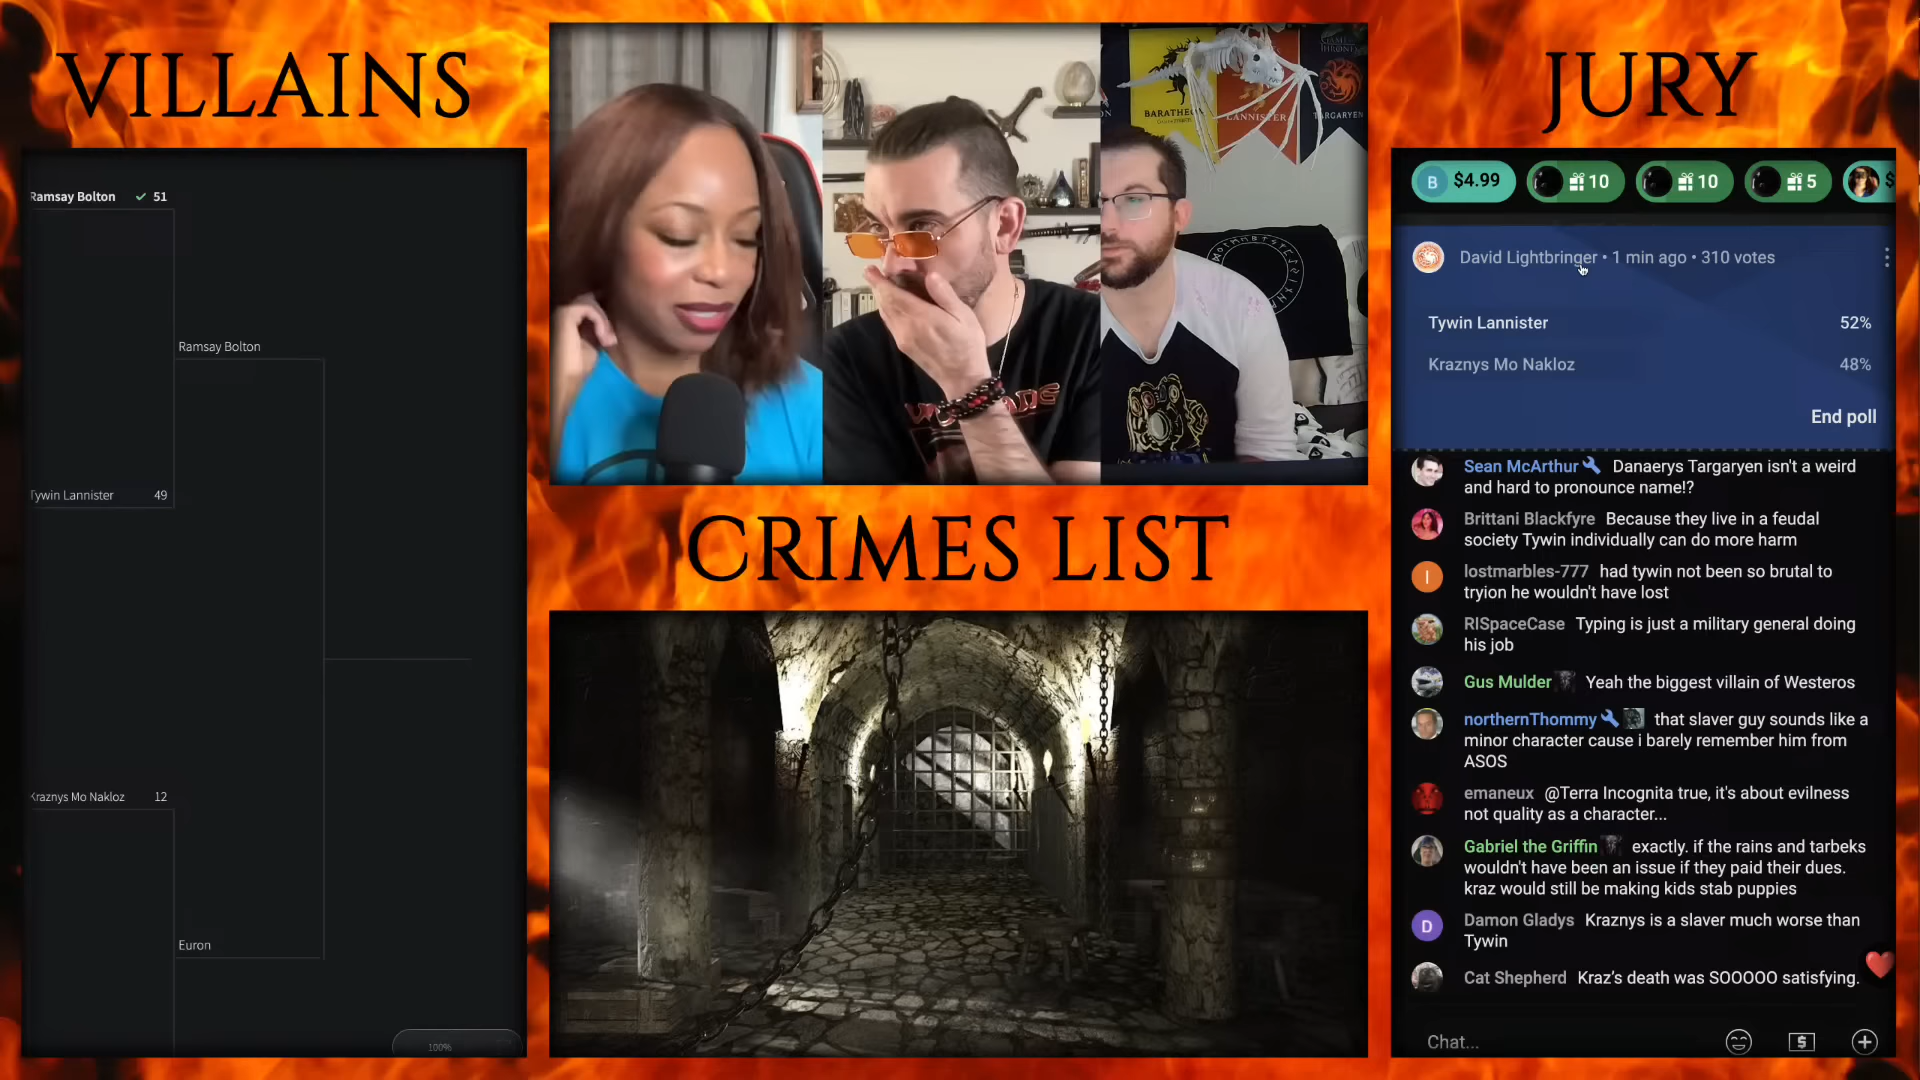 VILLAINS
Ramsay Bolton ✓ 51
Ramsay Bolton
Tywin Lannister 49
Kraznys Mo Nakloz 12
Euron
100%
BARATHEON
LANNISTER
TARGARYEN
CRIMES LIST
JURY
B $4.99 10 10 5 $
David Lightbringer • 1 min ago • 310 votes
Tywin Lannister 52%
Kraznys Mo Nakloz 48%
End poll
Sean McArthur Danaerys Targaryen isn't a weird
and hard to pronounce name!?
Brittani Blackfyre Because they live in a feudal
society Tywin individually can do more harm
lostmarbles-777 had tywin not been so brutal to
tryion he wouldn't have lost
RISpaceCase Typing is just a military general doing
his job
Gus Mulder Yeah the biggest villain of Westeros
northernThommy that slaver guy sounds like a
minor character cause i barely remember him from
ASOS
emaneux @Terra Incognita true, it's about evilness
not quality as a character...
Gabriel the Griffin exactly. if the rains and tarbeks
wouldn't have been an issue if they paid their dues.
kraz would still be making kids stab puppies
Damon Gladys Kraznys is a slaver much worse than
Tywin
Cat Shepherd Kraz's death was SOOOOO satisfying.
Chat...